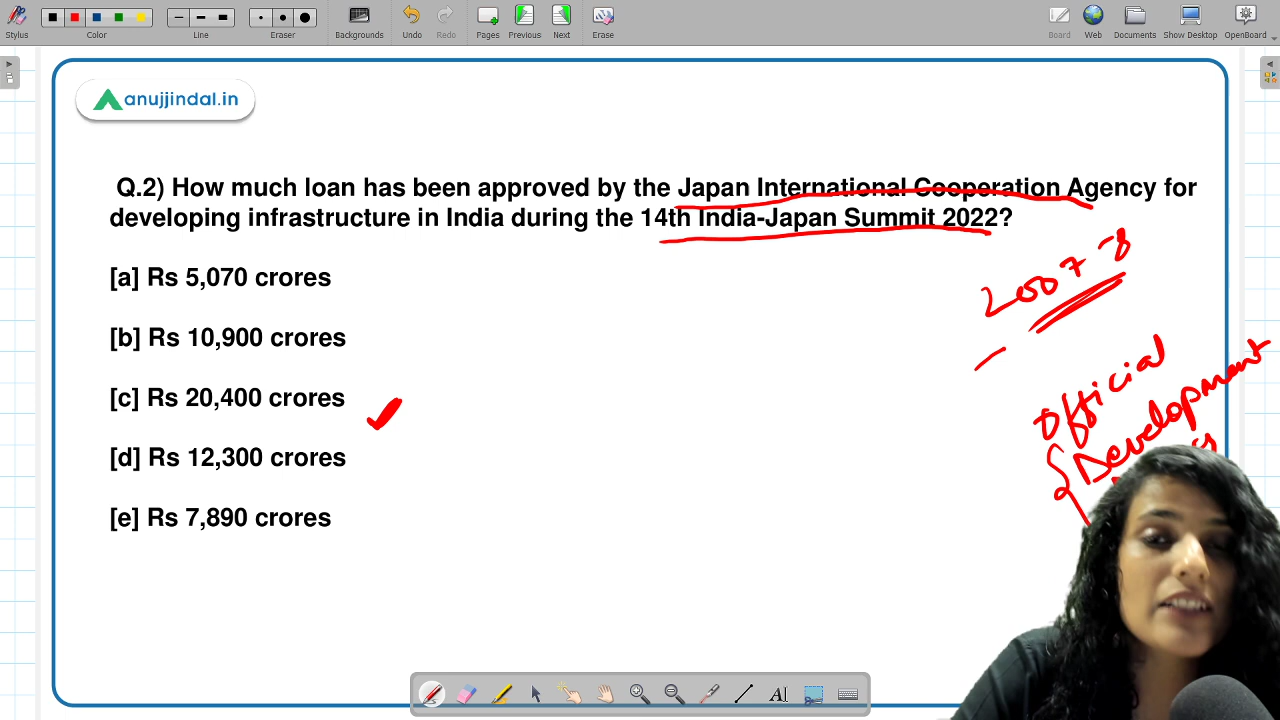 Stylus
Color
Line
Eraser
Backgrounds
Undo
Redo
Pages
Previous
Next
Erase
Board
Web
Documents
Show Desktop
OpenBoard
anujjindal.in
Q.2) How much loan has been approved by the Japan International Cooperation Agency for
developing infrastructure in India during the 14th India-Japan Summit 2022?
[a] Rs 5,070 crores
[b] Rs 10,900 crores
[c] Rs 20,400 crores
[d] Rs 12,300 crores
[e] Rs 7,890 crores
2007-8
Official
Development